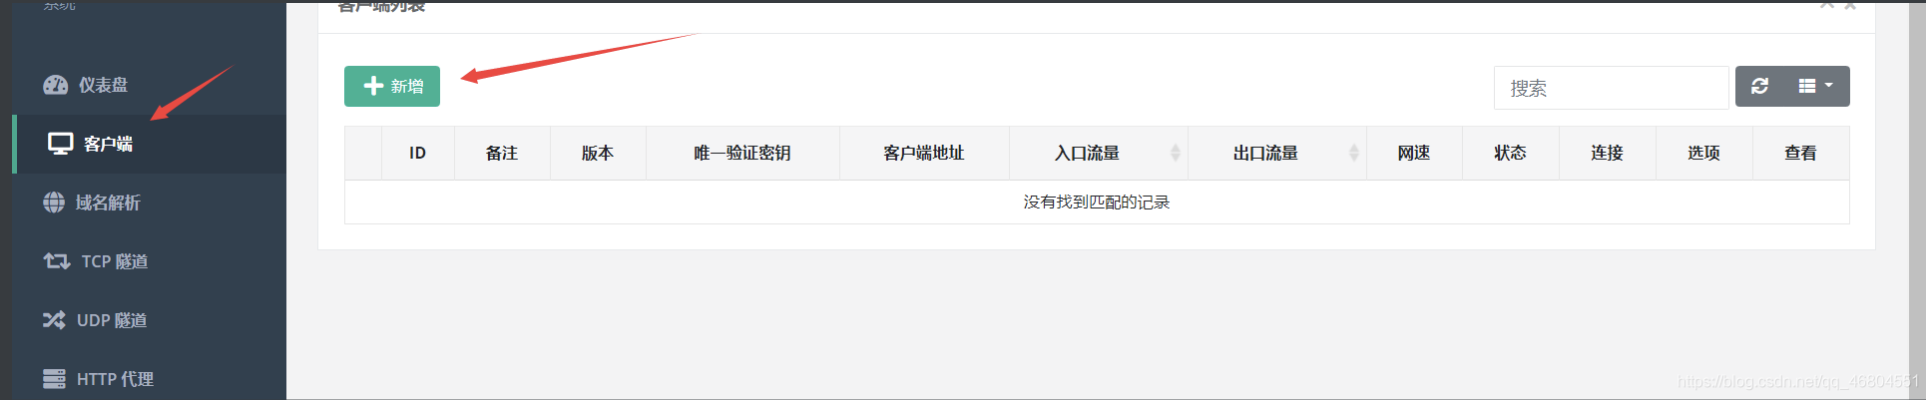 系统
客户端列表
仪表盘
新增
搜索
客户端
ID 备注 版本 唯一验证密钥 客户端地址 入口流量 出口流量 网速 状态 连接 选项 查看
没有找到匹配的记录
域名解析
TCP 隧道
UDP 隧道
HTTP 代理
https://blog.csdn.net/qq_46804551